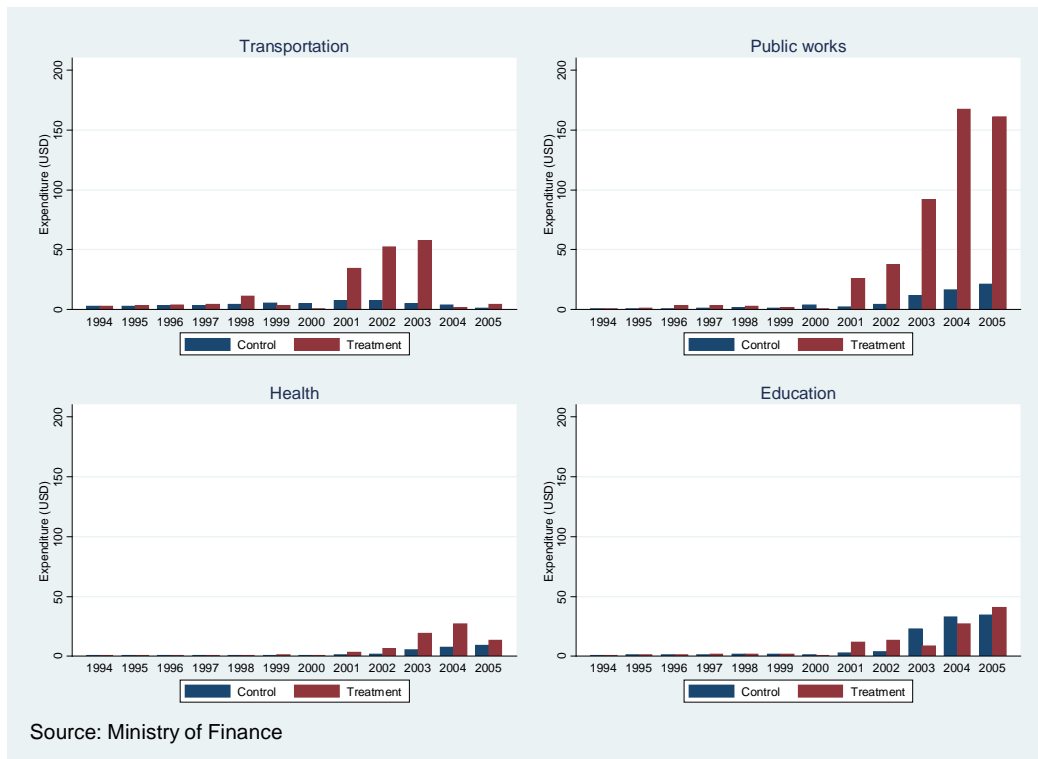 Transportation
Expenditure (USD)
200
150
100
50
0
1994 1995 1996 1997 1998 1999 2000 2001 2002 2003 2004 2005
Control Treatment
Public works
Expenditure (USD)
200
150
100
50
0
1994 1995 1996 1997 1998 1999 2000 2001 2002 2003 2004 2005
Control Treatment
Health
Expenditure (USD)
200
150
100
50
0
1994 1995 1996 1997 1998 1999 2000 2001 2002 2003 2004 2005
Control Treatment
Education
Expenditure (USD)
200
150
100
50
0
1994 1995 1996 1997 1998 1999 2000 2001 2002 2003 2004 2005
Control Treatment
Source: Ministry of Finance